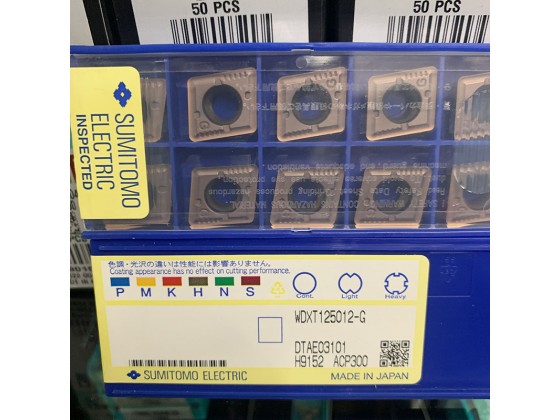 50 PCS
50 PCS
SUMITOMO
ELECTRIC
INSPECTED
G
G
G
色調・光沢の違いは性能には影響ありません。
Coating appearance has no effect on cutting performance.
P M K H N S
Cont. Light Heavy
WDXT125012-G
DTAE03101
H9152 ACP300
SUMITOMO ELECTRIC
MADE IN JAPAN